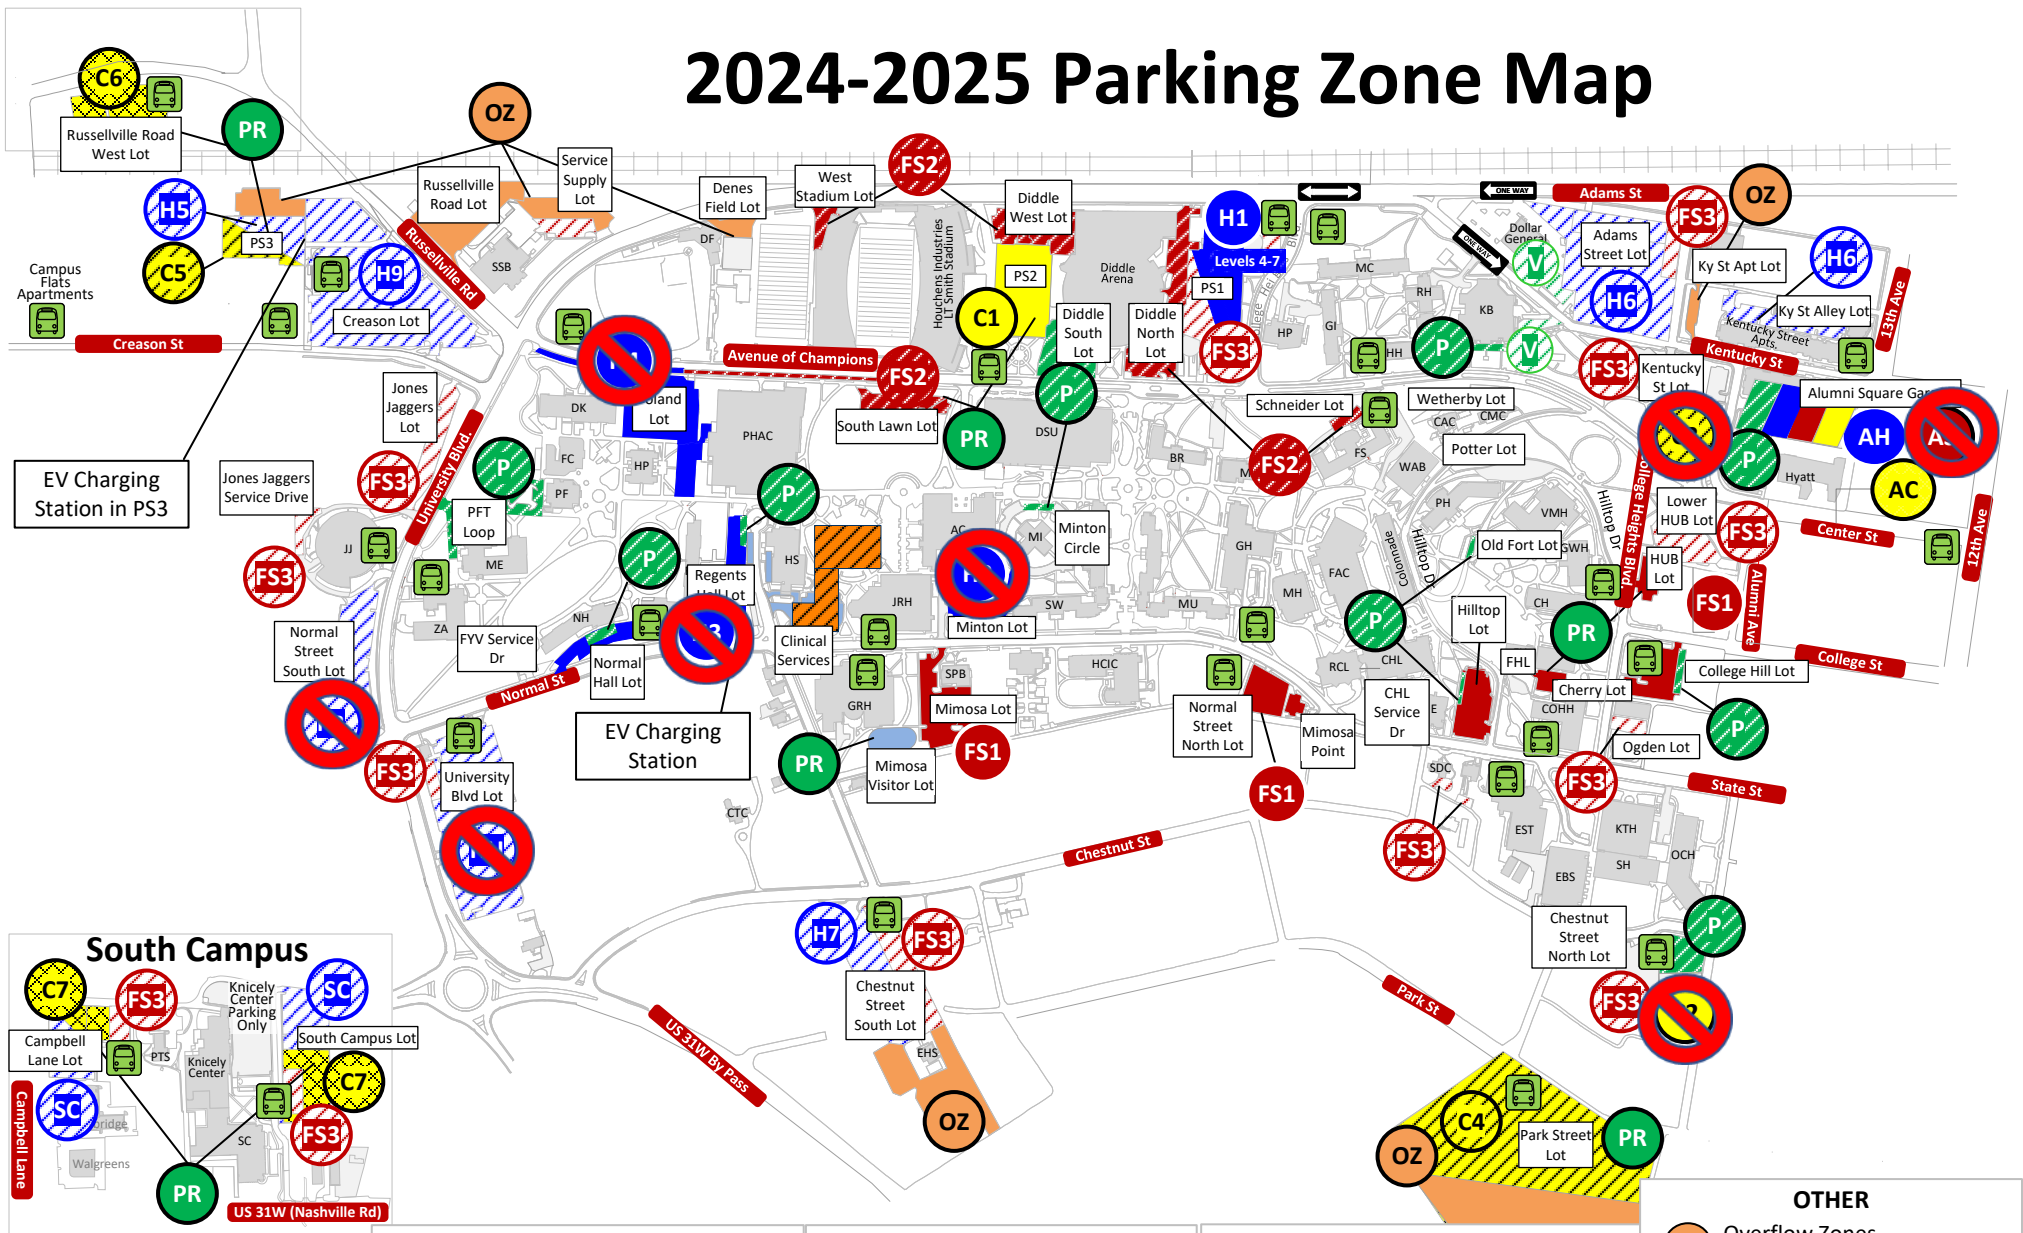 2024-2025 Parking Zone Map
C6
Russellville Road
West Lot
PR
OZ
Service
Supply
Lot
Russellville
Road Lot
Denes
Field Lot
West
Stadium Lot
FS2
Diddle
West Lot
H1
Levels 4-7
ONE WAY
Adams St
FS3
OZ
H5
PS3
C5
Campus
Flats
Apartments
H9
Creason Lot
Russellville Rd
Creason St
SSB
DF
Houchens Industries
LT Smith Stadium
PS2
C1
Diddle
Arena
PS1
Diddle
South
Lot
Diddle
North
Lot
FS3
HP
GI
MC
RH
KB
HH
P
V
ONE WAY
Dollar
General
V
Adams
Street Lot
H6
Ky St Apt Lot
H6
Ky St Alley Lot
Kentucky Street
Apts.
13th Ave
Kentucky St
FS3
Kentucky
St Lot
Alumni Square
AH
AC
Hyatt
P
Center St
12th Ave
Avenue of Champions
FS2
South Lawn Lot
PR
P
DSU
Jones
Jaggers
Lot
University Blvd.
FS3
DK
Lot
PHAC
FC
HP
PF
P
PFT
Loop
ME
EV Charging
Station in PS3
Jones Jaggers
Service Drive
JJ
FS3
P
P
HS
Regents
AC
MI
Minton
Circle
BR
FS2
Schneider Lot
FS
Wetherby Lot
CAC
CMC
Potter Lot
WAB
PH
VMH
GWH
Hilltop Dr
College Heights Blvd
Lower
HUB Lot
FS3
HUB
Lot
FS1
Alumni Ave
College St
Colonnade
Hilltop Dr
Old Fort Lot
GH
FAC
MH
MU
SW
JRH
Minton Lot
Clinical
Services
NH
ZA
FYV Service
Dr
Normal
Hall Lot
Normal St
Normal
Street
South Lot
FS3
University
Blvd Lot
EV Charging
Station
GRH
SPB
Mimosa Lot
FS1
PR
Mimosa
Visitor Lot
HCIC
Normal
Street
North Lot
Mimosa
Point
FS1
P
RCL
CHL
CHL
Service
Dr
Hilltop
Lot
CH
PR
FHL
Cherry Lot
COHH
College Hill Lot
P
Ogden Lot
FS3
State St
SDC
FS3
EST
KTH
SH
OCH
EBS
CTC
Chestnut St
Chestnut
Street
North Lot
P
FS3
H7
FS3
Chestnut
Street
South Lot
EHS
OZ
US 31W By Pass
Park St
C4
Park Street
Lot
OZ
PR
South Campus
C7
FS3
Knicely
Center
Parking
Only
SC
Campbell
Lane Lot
PTS
Knicely
Center
South Campus Lot
C7
SC
Campbell Lane
Walgreens
SC
FS3
PR
US 31W (Nashville Rd)
OTHER
Overflow Zones